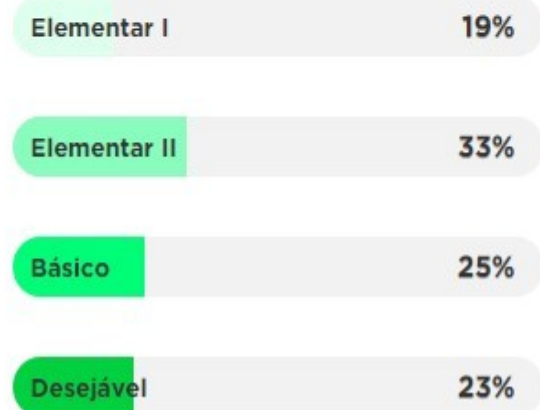 Elementar I 19%
Elementar II 33%
Básico 25%
Desejável 23%